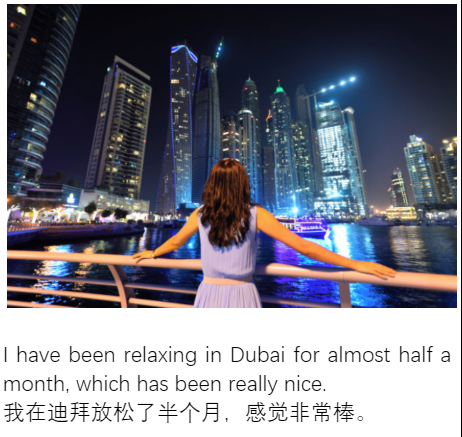 I have been relaxing in Dubai for almost half a
month, which has been really nice.
我在迪拜放松了半个月，感觉非常棒。